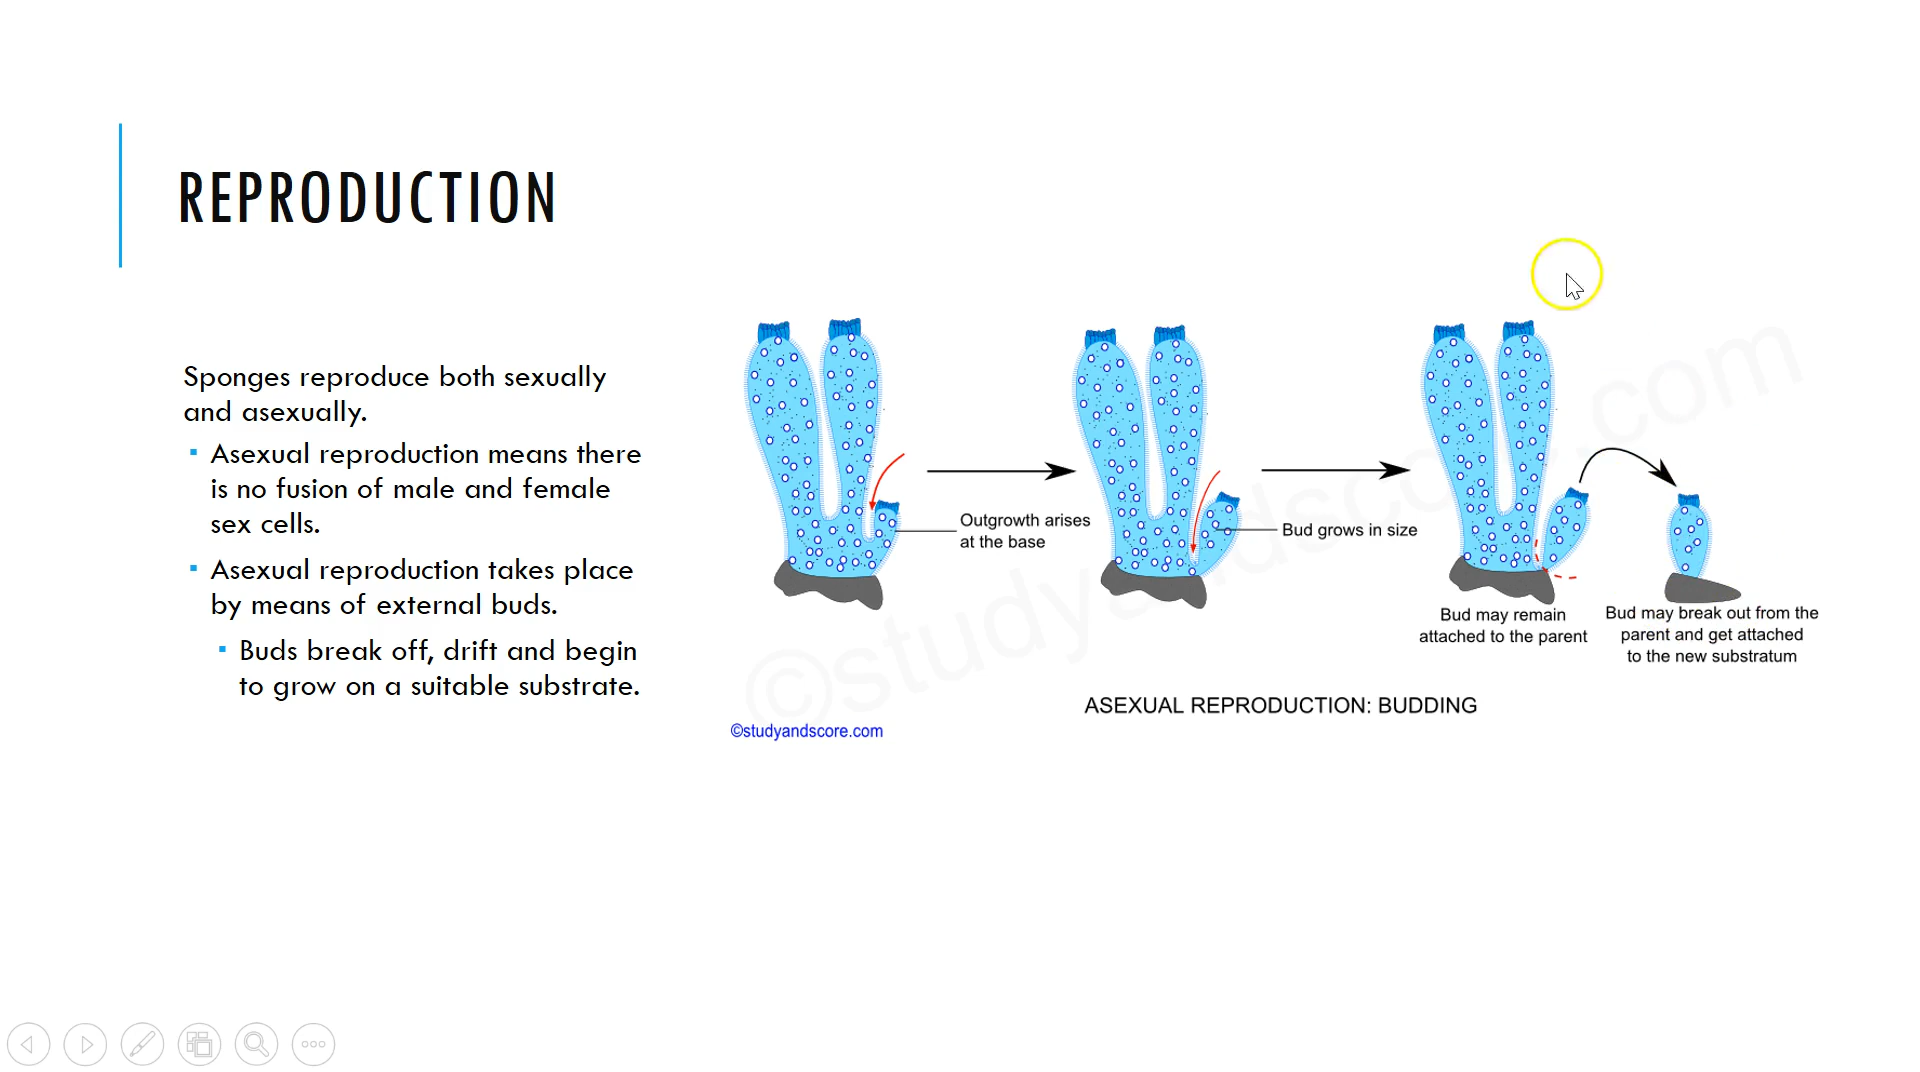 REPRODUCTION
Sponges reproduce both sexually
and asexually.
▪ Asexual reproduction means there
is no fusion of male and female
sex cells.
▪ Asexual reproduction takes place
by means of external buds.
▪ Buds break off, drift and begin
to grow on a suitable substrate.
Outgrowth arises
at the base
Bud grows in size
Bud may remain
attached to the parent
Bud may break out from the
parent and get attached
to the new substratum
ASEXUAL REPRODUCTION: BUDDING
©studyandscore.com
©studyandscore.com